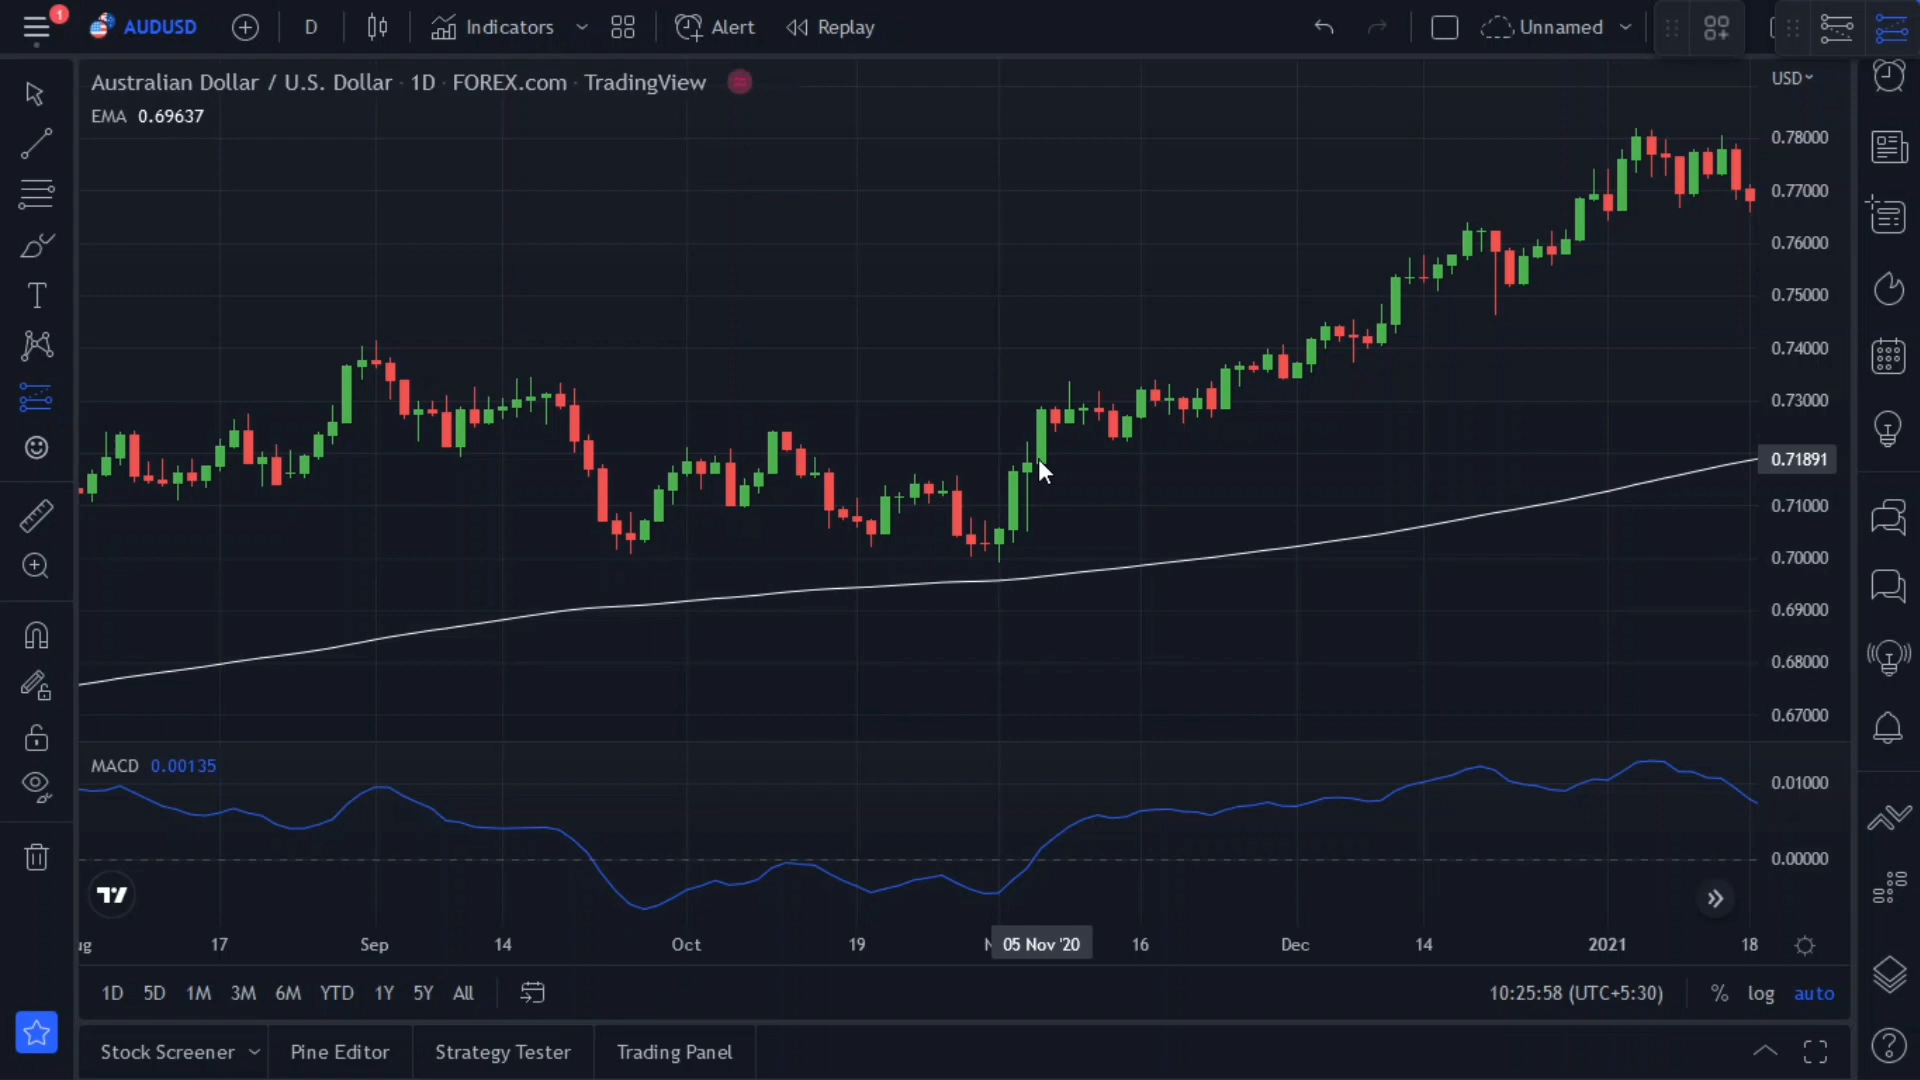 1 AUDUSD D Indicators Alert Replay Unnamed
Australian Dollar / U.S. Dollar · 1D · FOREX.com · TradingView
USD
EMA 0.69637
0.78000
0.77000
0.76000
0.75000
0.74000
0.73000
0.71891
0.71000
0.70000
0.69000
0.68000
0.67000
MACD 0.00135
0.01000
0.00000
17 Sep 14 Oct 19 05 Nov '20 16 Dec 14 2021 18
1D 5D 1M 3M 6M YTD 1Y 5Y All 10:25:58 (UTC+5:30) % log auto
Stock Screener Pine Editor Strategy Tester Trading Panel